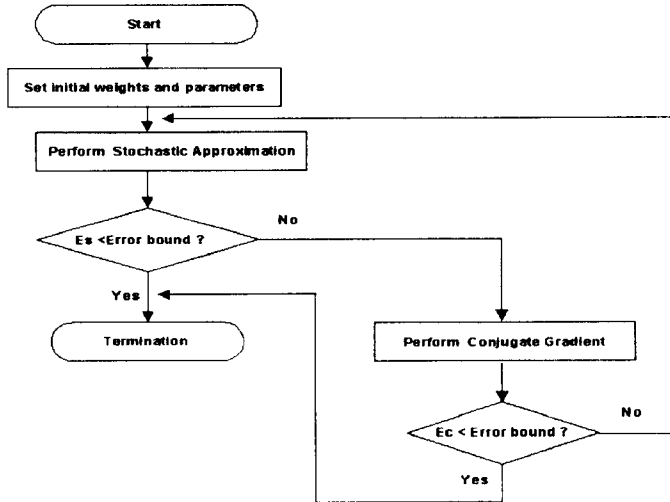 Start
Set initial weights and parameters
Perform Stochastic Approximation
Es <Error bound ?
No
Yes
Termination
Perform Conjugate Gradient
Ec < Error bound ?
No
Yes